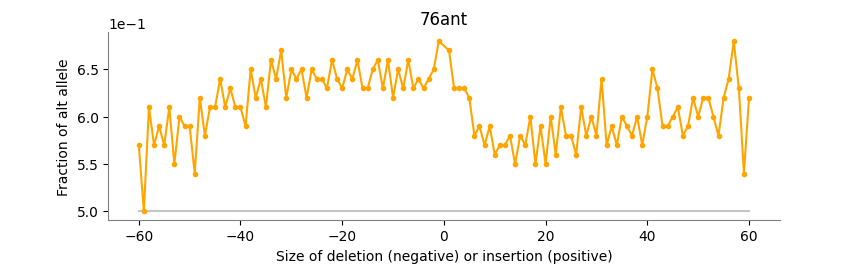 76ant
1e−1
Fraction of alt allele
6.5
6.0
5.5
5.0
−60 −40 −20 0 20 40 60
Size of deletion (negative) or insertion (positive)